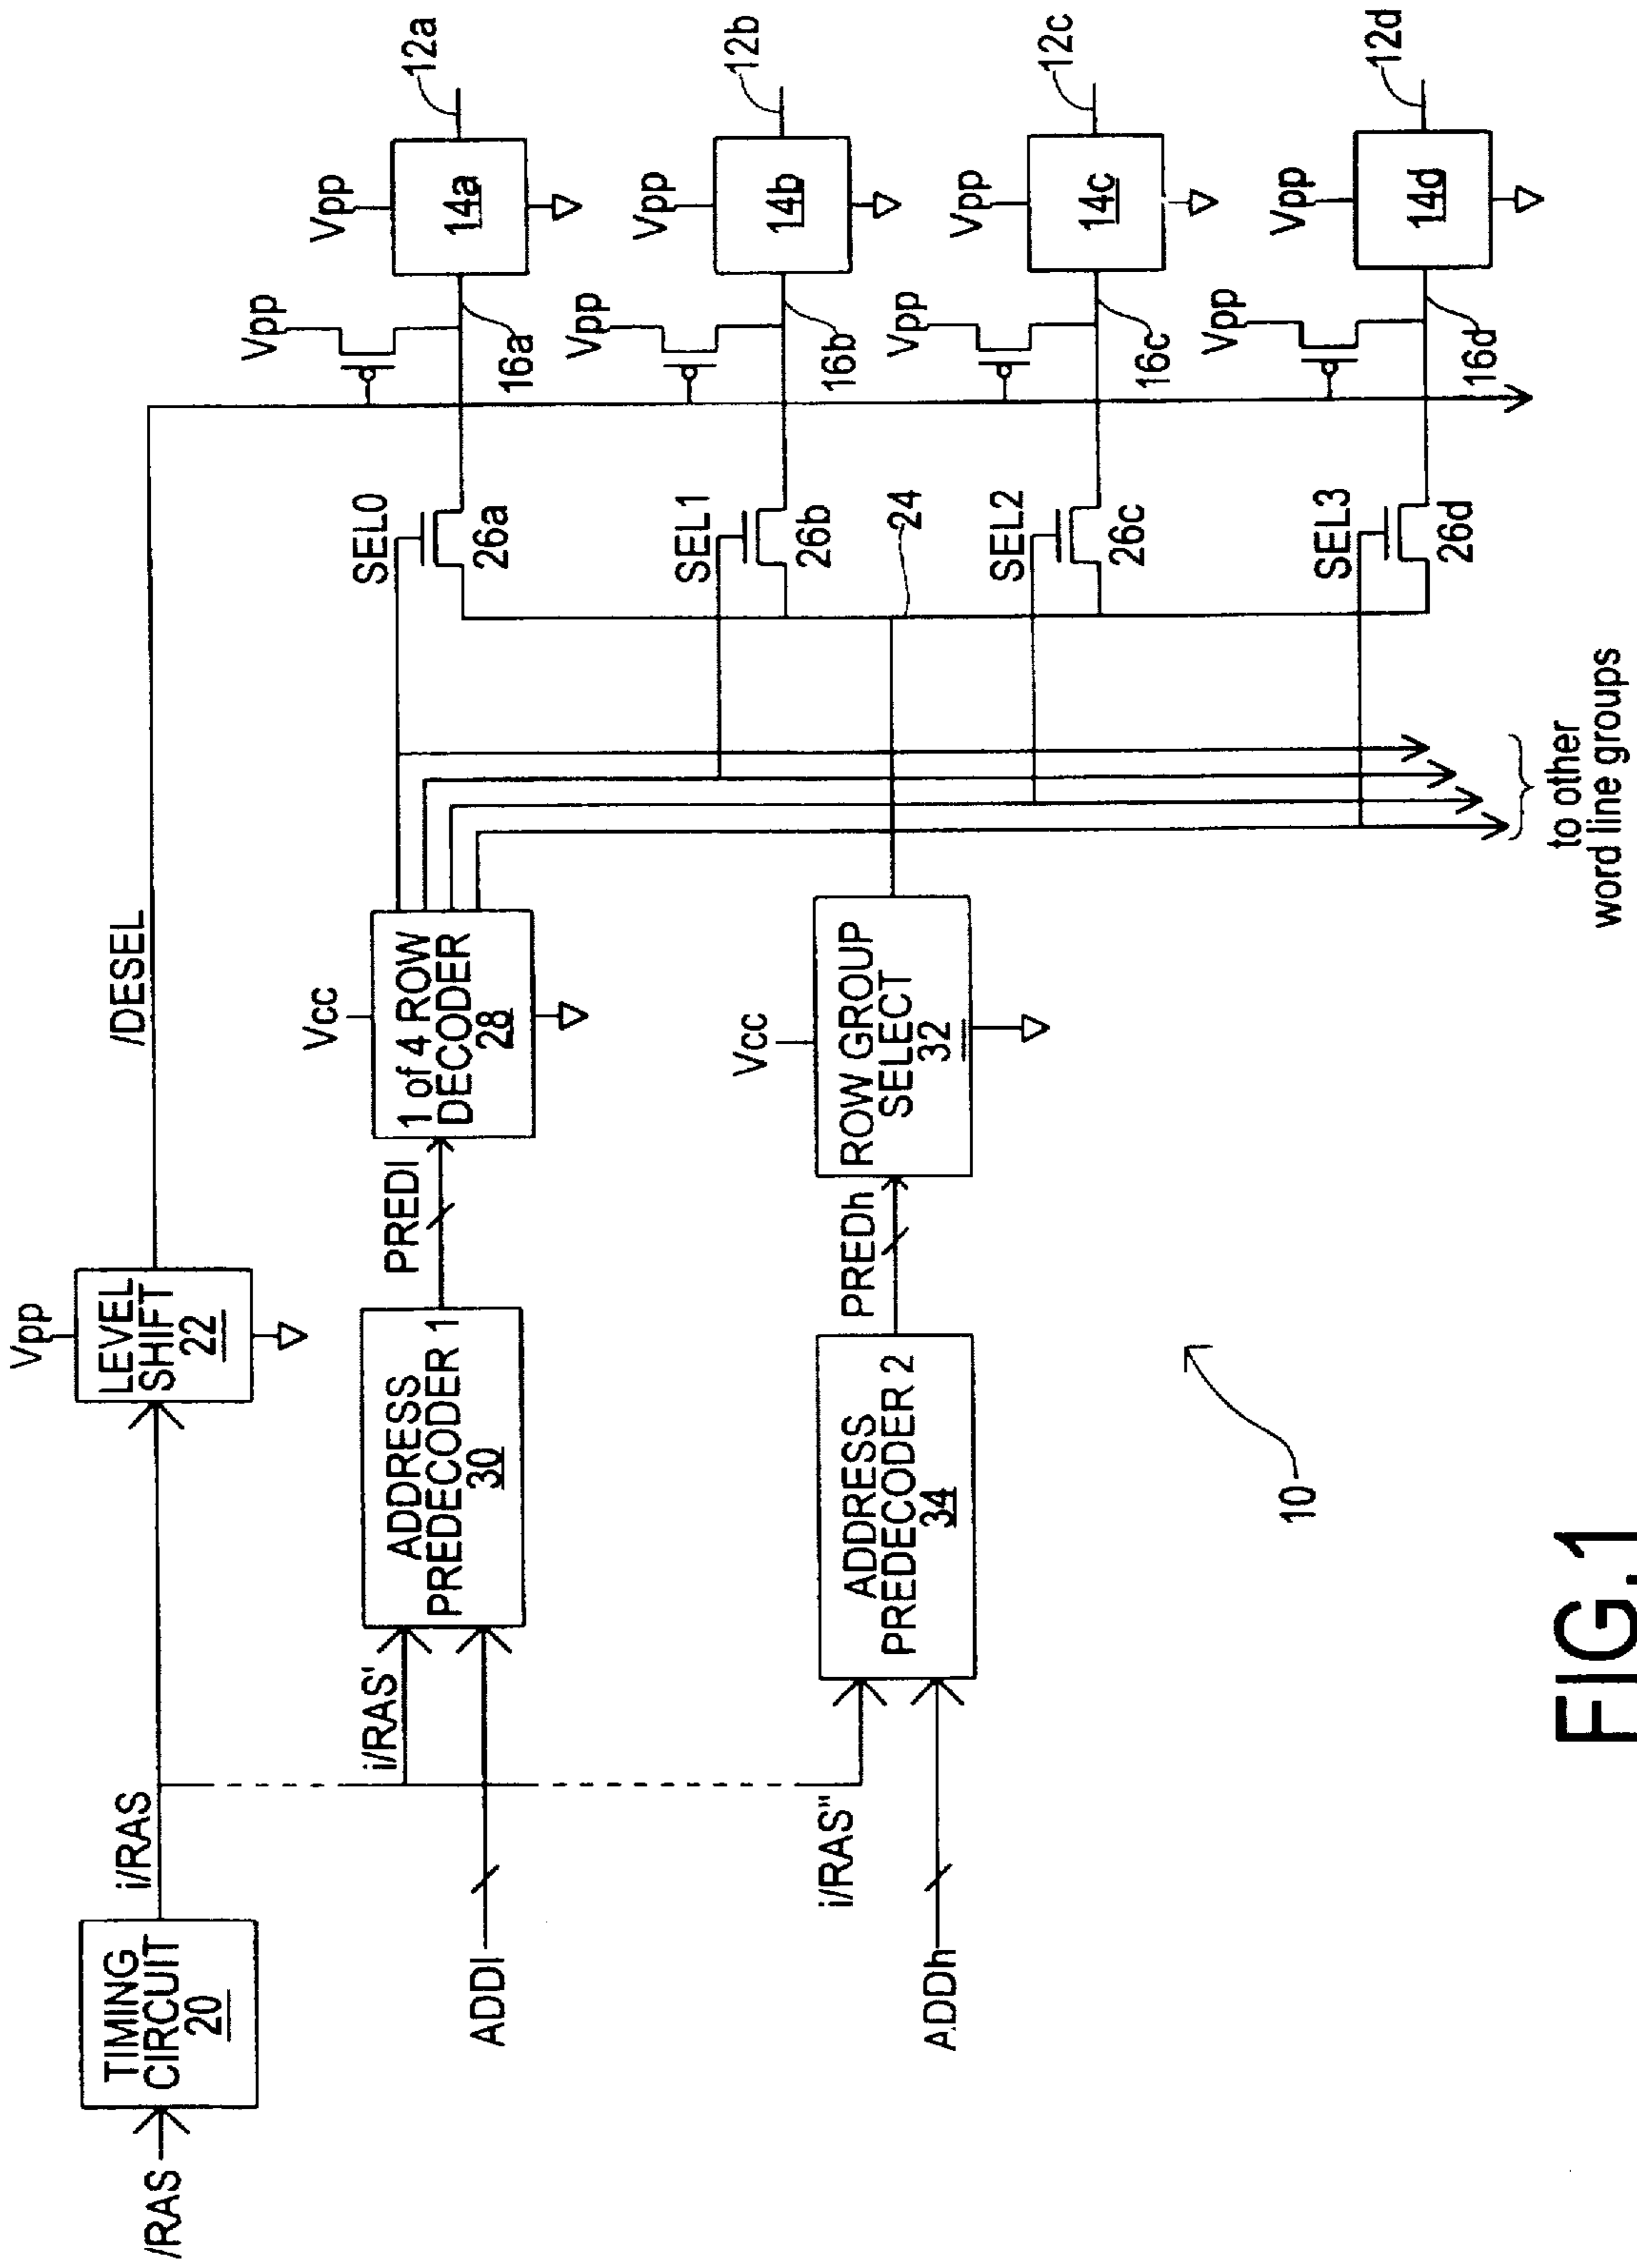 /RAS
TIMING
CIRCUIT
20
i/RAS
Vpp
LEVEL
SHIFT
22
/DESEL
i/RAS'
ADDl
ADDRESS
PREDECODER 1
30
PREDl
Vcc
1 of 4 ROW
DECODER
28
i/RAS"
ADDh
ADDRESS
PREDECODER 2
34
PREDh
Vcc
ROW GROUP
SELECT
32
to other
word line groups
24
SEL0
26a
Vpp
16a
Vpp
14a
12a
SEL1
26b
Vpp
16b
Vpp
14b
12b
SEL2
26c
Vpp
16c
Vpp
14c
12c
SEL3
26d
Vpp
16d
Vpp
14d
12d
10
FIG.1